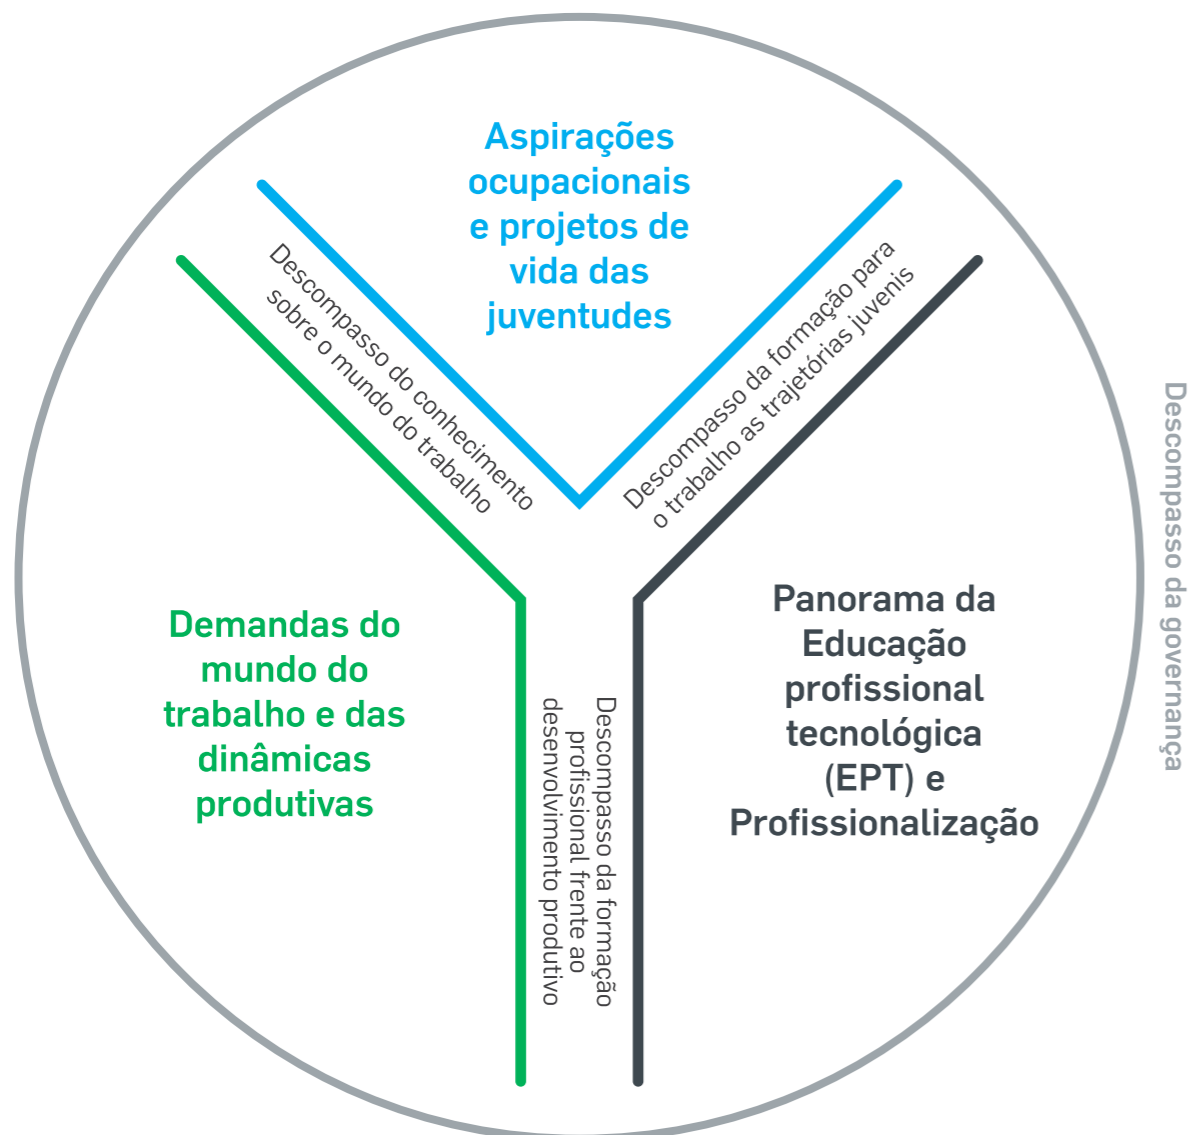 Aspirações
ocupacionais
e projetos de
vida das
juventudes
Descompasso do conhecimento
sobre o mundo do trabalho
Descompasso da formação para
o trabalho as trajetórias juvenis
Demandas do
mundo do
trabalho e das
dinâmicas
produtivas
Descompasso da formação
profissional frente ao
desenvolvimento produtivo
Panorama da
Educação
profissional
tecnológica
(EPT) e
Profissionalização
Descompasso da governança